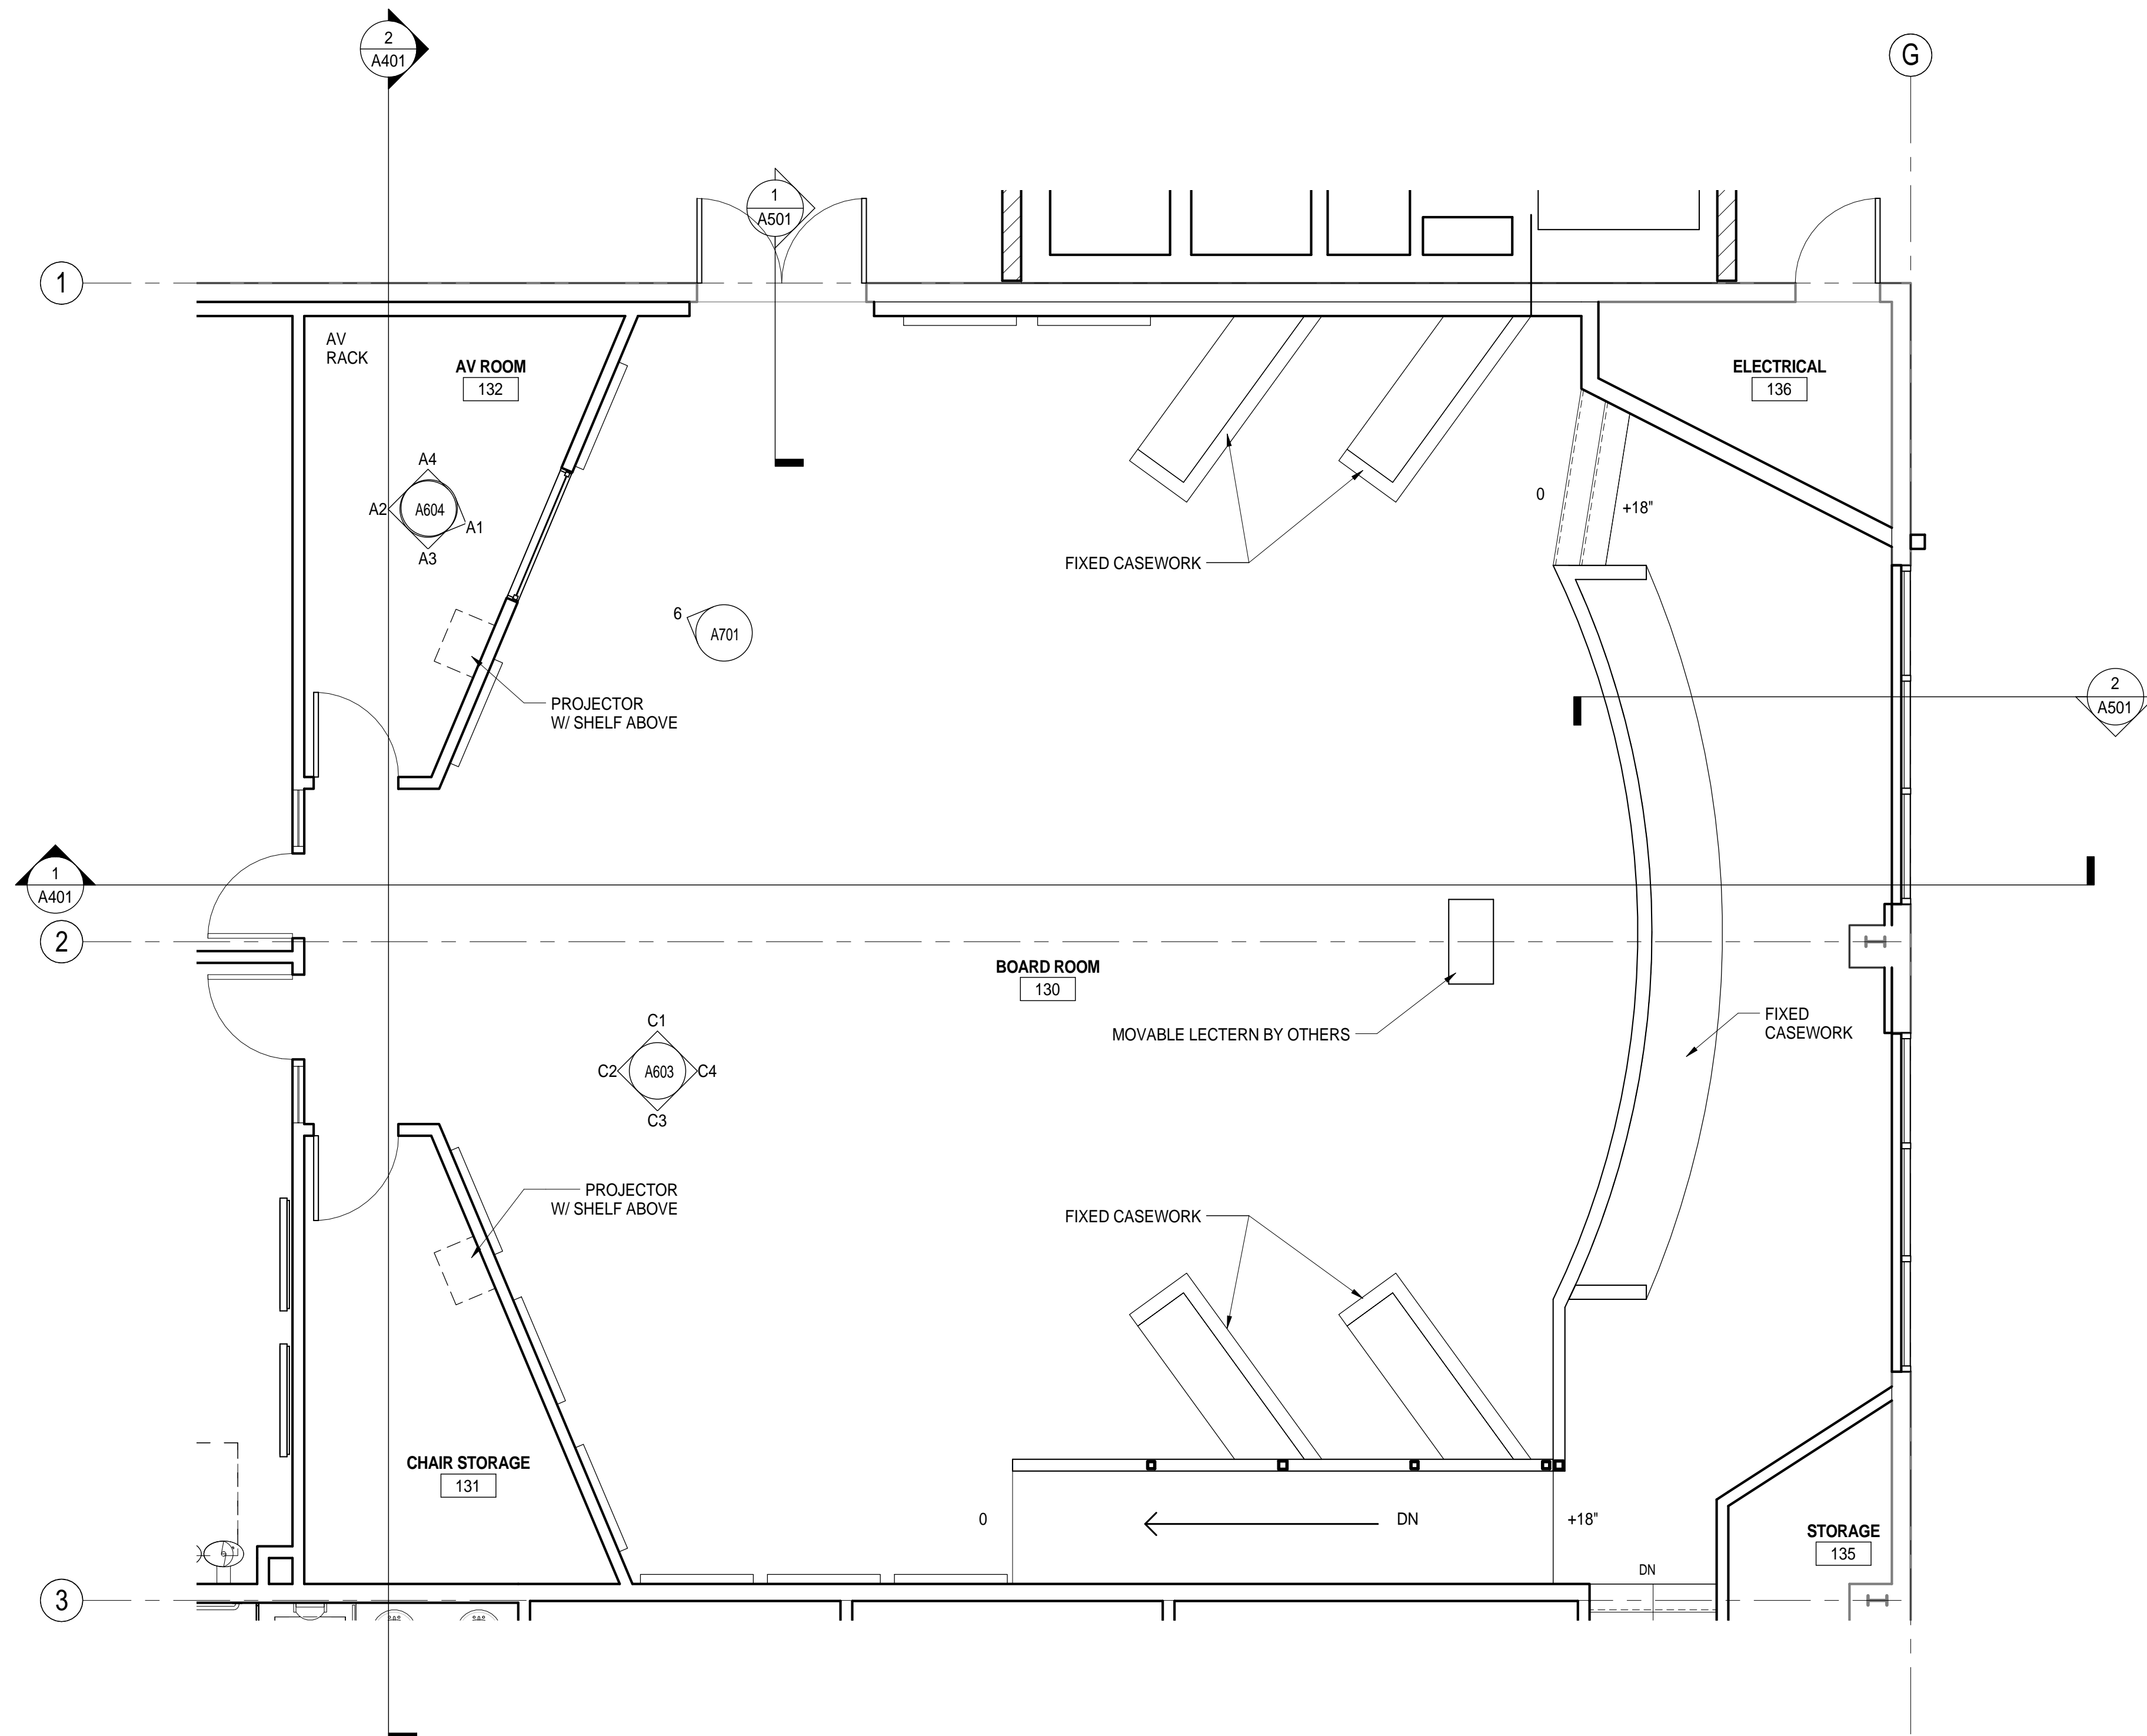 2
A401
G
1
A501
1
AV
RACK
AV ROOM
132
ELECTRICAL
136
A4
A2
A604
A1
A3
0
+18"
FIXED CASEWORK
6
A701
PROJECTOR
W/ SHELF ABOVE
2
A501
1
A401
2
BOARD ROOM
130
MOVABLE LECTERN BY OTHERS
FIXED
CASEWORK
C1
C2
A603
C4
C3
PROJECTOR
W/ SHELF ABOVE
FIXED CASEWORK
CHAIR STORAGE
131
0
DN
+18"
STORAGE
135
DN
3